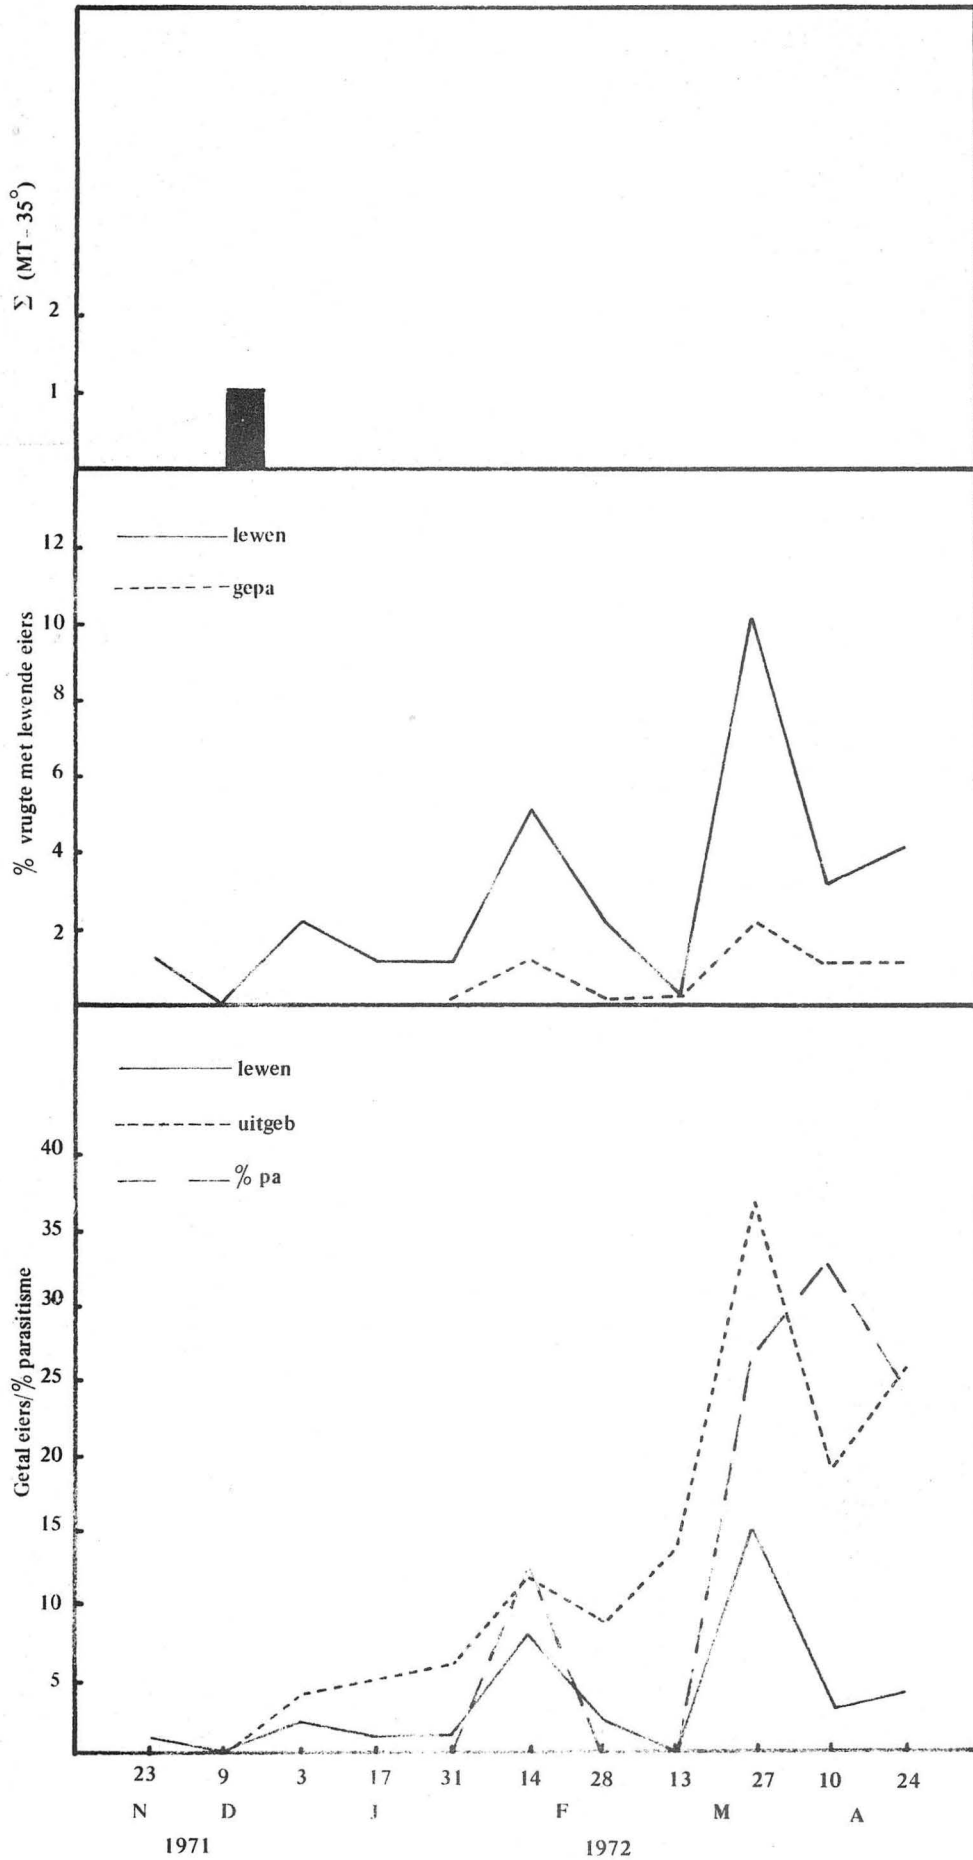 Σ (MT - 35°)
2
1
lewen
gepa
% vrugte met lewende eiers
12
10
8
6
4
2
lewen
uitgeb
% pa
Getal eiers/% parasitisme
40
35
30
25
20
15
10
5
23 9 3 17 31 14 28 13 27 10 24
N D J F M A
1971 1972